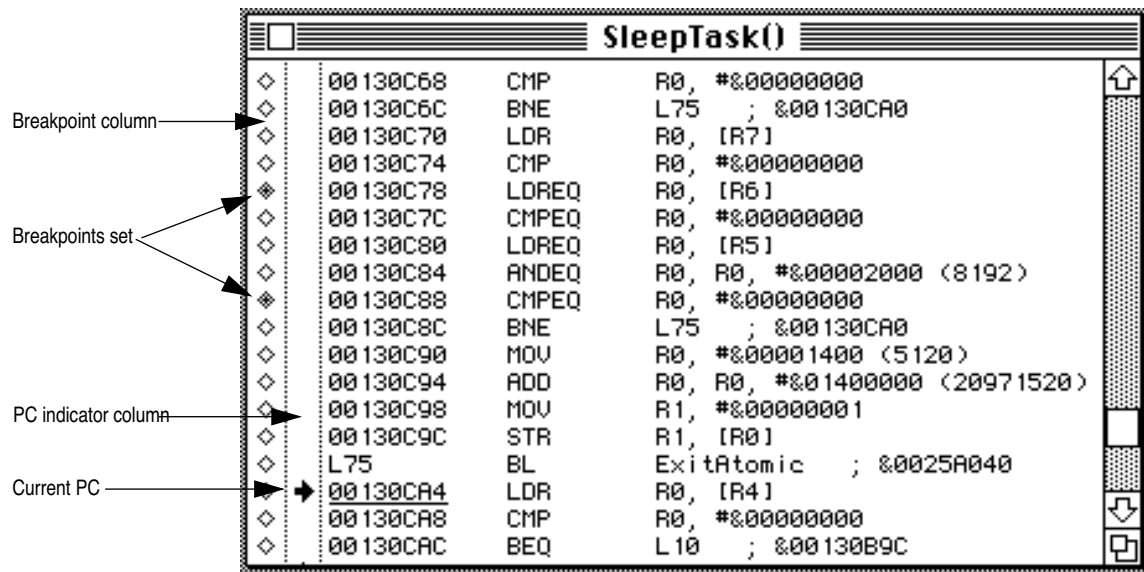 SleepTask()
00130C68 CMP R0, #&00000000
Breakpoint column
00130C6C BNE L75 ; &00130CA0
00130C70 LDR R0, [R7]
00130C74 CMP R0, #&00000000
00130C78 LDREQ R0, [R6]
Breakpoints set
00130C7C CMPEQ R0, #&00000000
00130C80 LDREQ R0, [R5]
00130C84 ANDEQ R0, R0, #&00002000 (8192)
00130C88 CMPEQ R0, #&00000000
00130C8C BNE L75 ; &00130CA0
00130C90 MOV R0, #&00001400 (5120)
00130C94 ADD R0, R0, #&01400000 (20971520)
PC indicator column
00130C98 MOV R1, #&00000001
00130C9C STR R1, [R0]
L75 BL ExitAtomic ; &0025A040
Current PC
00130CA4 LDR R0, [R4]
00130CA8 CMP R0, #&00000000
00130CAC BEQ L10 ; &00130B9C